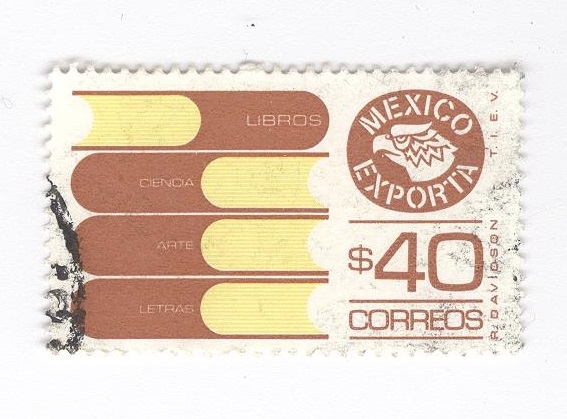 LIBROS
CIENCIA
ARTE
LETRAS
MEXICO
EXPORTA
$40
CORREOS
R. DAVIDSON T.I.E.V.